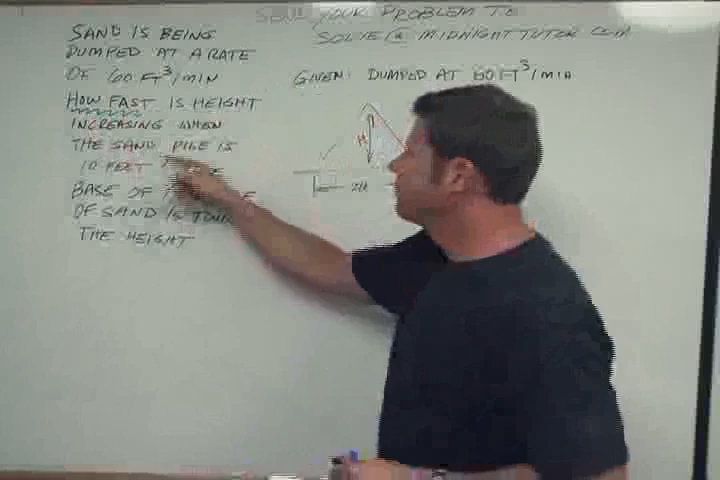 SEND YOUR PROBLEM TO
SOLVE @ MIDNIGHTTUTOR.COM
SAND IS BEING
DUMPED AT A RATE
OF 60 FT³/MIN
HOW FAST IS HEIGHT
INCREASING WHEN
THE SAND PILE IS
10 FEET
BASE OF
OF SAND IS
THE HEIGHT
GIVEN: DUMPED AT 60 FT³/MIN
H